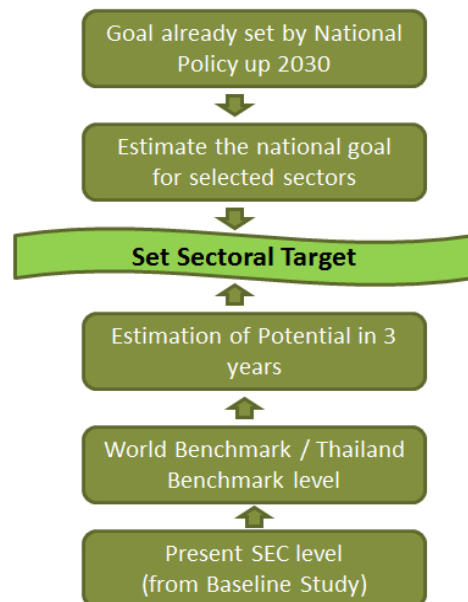 Goal already set by National
Policy up 2030
Estimate the national goal
for selected sectors
Set Sectoral Target
Estimation of Potential in 3
years
World Benchmark / Thailand
Benchmark level
Present SEC level
(from Baseline Study)